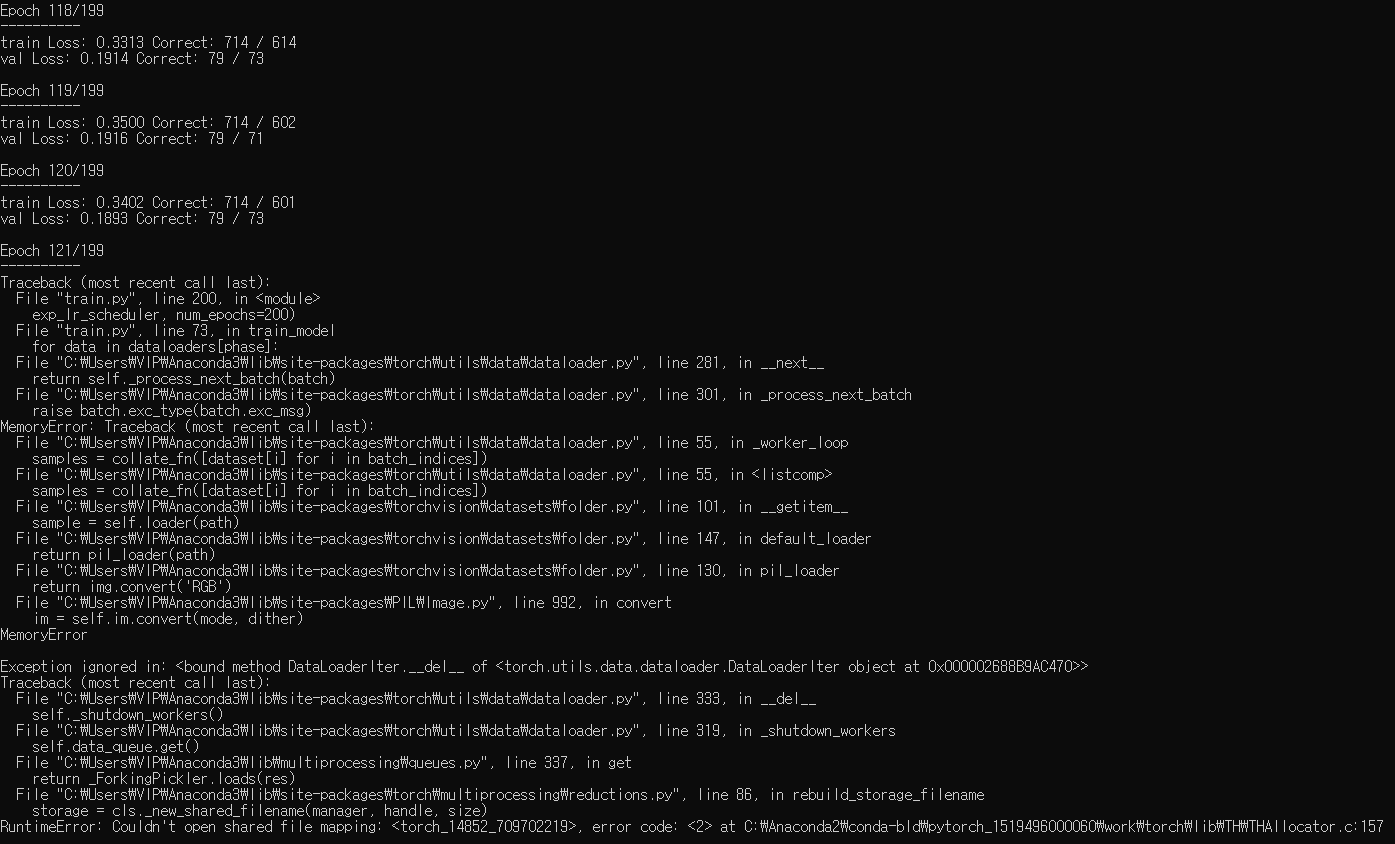 Epoch 118/199
----------
train Loss: 0.3313 Correct: 714 / 614
val Loss: 0.1914 Correct: 79 / 73

Epoch 119/199
----------
train Loss: 0.3500 Correct: 714 / 602
val Loss: 0.1916 Correct: 79 / 71

Epoch 120/199
----------
train Loss: 0.3402 Correct: 714 / 601
val Loss: 0.1893 Correct: 79 / 73

Epoch 121/199
----------
Traceback (most recent call last):
  File "train.py", line 200, in <module>
    exp_lr_scheduler, num_epochs=200)
  File "train.py", line 73, in train_model
    for data in dataloaders[phase]:
  File "C:₩Users₩VIP₩Anaconda3₩lib₩site-packages₩torch₩utils₩data₩dataloader.py", line 281, in __next__
    return self._process_next_batch(batch)
  File "C:₩Users₩VIP₩Anaconda3₩lib₩site-packages₩torch₩utils₩data₩dataloader.py", line 301, in _process_next_batch
    raise batch.exc_type(batch.exc_msg)
MemoryError: Traceback (most recent call last):
  File "C:₩Users₩VIP₩Anaconda3₩lib₩site-packages₩torch₩utils₩data₩dataloader.py", line 55, in _worker_loop
    samples = collate_fn([dataset[i] for i in batch_indices])
  File "C:₩Users₩VIP₩Anaconda3₩lib₩site-packages₩torch₩utils₩data₩dataloader.py", line 55, in <listcomp>
    samples = collate_fn([dataset[i] for i in batch_indices])
  File "C:₩Users₩VIP₩Anaconda3₩lib₩site-packages₩torchvision₩datasets₩folder.py", line 101, in __getitem__
    sample = self.loader(path)
  File "C:₩Users₩VIP₩Anaconda3₩lib₩site-packages₩torchvision₩datasets₩folder.py", line 147, in default_loader
    return pil_loader(path)
  File "C:₩Users₩VIP₩Anaconda3₩lib₩site-packages₩torchvision₩datasets₩folder.py", line 130, in pil_loader
    return img.convert('RGB')
  File "C:₩Users₩VIP₩Anaconda3₩lib₩site-packages₩PIL₩Image.py", line 992, in convert
    im = self.im.convert(mode, dither)
MemoryError

Exception ignored in: <bound method DataLoaderIter.__del__ of <torch.utils.data.dataloader.DataLoaderIter object at 0x000002688B9AC470>>
Traceback (most recent call last):
  File "C:₩Users₩VIP₩Anaconda3₩lib₩site-packages₩torch₩utils₩data₩dataloader.py", line 333, in __del__
    self._shutdown_workers()
  File "C:₩Users₩VIP₩Anaconda3₩lib₩site-packages₩torch₩utils₩data₩dataloader.py", line 319, in _shutdown_workers
    self.data_queue.get()
  File "C:₩Users₩VIP₩Anaconda3₩lib₩multiprocessing₩queues.py", line 337, in get
    return _ForkingPickler.loads(res)
  File "C:₩Users₩VIP₩Anaconda3₩lib₩site-packages₩torch₩multiprocessing₩reductions.py", line 86, in rebuild_storage_filename
    storage = cls._new_shared_filename(manager, handle, size)
RuntimeError: Couldn't open shared file mapping: <torch_14852_709702219>, error code: <2> at C:₩Anaconda2₩conda-bld₩pytorch_1519496000060₩work₩torch₩lib₩TH₩THAllocator.c:157